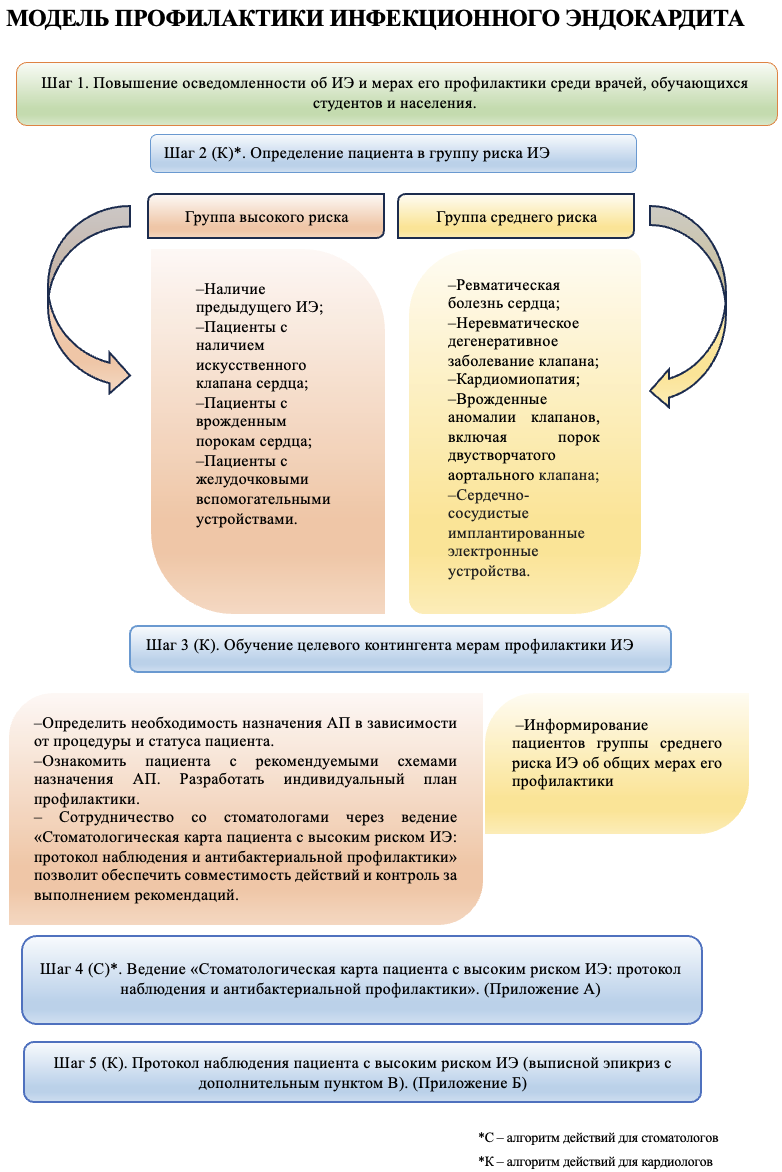 МОДЕЛЬ ПРОФИЛАКТИКИ ИНФЕКЦИОННОГО ЭНДОКАРДИТА
Шаг 1. Повышение осведомленности об ИЭ и мерах его профилактики среди врачей, обучающихся
студентов и населения.
Шаг 2 (К)*. Определение пациента в группу риска ИЭ
Группа высокого риска
–Наличие
предыдущего ИЭ;
–Пациенты с
наличием
искусственного
клапана сердца;
–Пациенты с
врожденным
порокам сердца;
–Пациенты с
желудочковыми
вспомогательными
устройствами.
Группа среднего риска
–Ревматическая
болезнь сердца;
–Неревматическое
дегенеративное
заболевание клапана;
–Кардиомиопатия;
–Врожденные
аномалии клапанов,
включая порок
двустворчатого
аортального клапана;
–Сердечно-
сосудистые
имплантированные
электронные
устройства.
Шаг 3 (К). Обучение целевого контингента мерам профилактики ИЭ
–Определить необходимость назначения АП в зависимости
от процедуры и статуса пациента.
–Ознакомить пациента с рекомендуемыми схемами
назначения АП. Разработать индивидуальный план
профилактики.
– Сотрудничество со стоматологами через ведение
«Стоматологическая карта пациента с высоким риском ИЭ:
протокол наблюдения и антибактериальной профилактики»
позволит обеспечить совместимость действий и контроль за
выполнением рекомендаций.
–Информирование
пациентов группы среднего
риска ИЭ об общих мерах его
профилактики
Шаг 4 (С)*. Ведение «Стоматологическая карта пациента с высоким риском ИЭ: протокол
наблюдения и антибактериальной профилактики». (Приложение А)
Шаг 5 (К). Протокол наблюдения пациента с высоким риском ИЭ (выписной эпикриз с
дополнительным пунктом В). (Приложение Б)
*С – алгоритм действий для стоматологов
*К – алгоритм действий для кардиологов